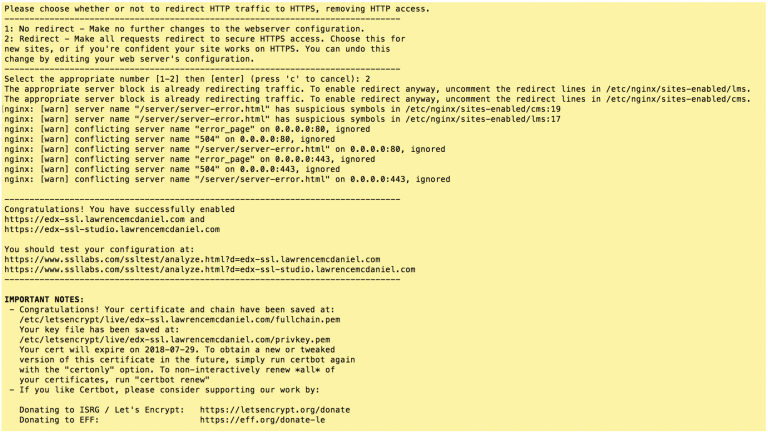 Please choose whether or not to redirect HTTP traffic to HTTPS, removing HTTP access.
-------------------------------------------------------------------------------
1: No redirect - Make no further changes to the webserver configuration.
2: Redirect - Make all requests redirect to secure HTTPS access. Choose this for
new sites, or if you're confident your site works on HTTPS. You can undo this
change by editing your web server's configuration.
-------------------------------------------------------------------------------
Select the appropriate number [1-2] then [enter] (press 'c' to cancel): 2
The appropriate server block is already redirecting traffic. To enable redirect anyway, uncomment the redirect lines in /etc/nginx/sites-enabled/lms.
The appropriate server block is already redirecting traffic. To enable redirect anyway, uncomment the redirect lines in /etc/nginx/sites-enabled/cms.
nginx: [warn] server name "/server/server-error.html" has suspicious symbols in /etc/nginx/sites-enabled/cms:19
nginx: [warn] server name "/server/server-error.html" has suspicious symbols in /etc/nginx/sites-enabled/lms:17
nginx: [warn] conflicting server name "error_page" on 0.0.0.0:80, ignored
nginx: [warn] conflicting server name "504" on 0.0.0.0:80, ignored
nginx: [warn] conflicting server name "/server/server-error.html" on 0.0.0.0:80, ignored
nginx: [warn] conflicting server name "error_page" on 0.0.0.0:443, ignored
nginx: [warn] conflicting server name "504" on 0.0.0.0:443, ignored
nginx: [warn] conflicting server name "/server/server-error.html" on 0.0.0.0:443, ignored
-------------------------------------------------------------------------------
Congratulations! You have successfully enabled
https://edx-ssl.lawrencemcdaniel.com and
https://edx-ssl-studio.lawrencemcdaniel.com
You should test your configuration at:
https://www.ssllabs.com/ssltest/analyze.html?d=edx-ssl.lawrencemcdaniel.com
https://www.ssllabs.com/ssltest/analyze.html?d=edx-ssl-studio.lawrencemcdaniel.com
-------------------------------------------------------------------------------
IMPORTANT NOTES:
- Congratulations! Your certificate and chain have been saved at:
/etc/letsencrypt/live/edx-ssl.lawrencemcdaniel.com/fullchain.pem
Your key file has been saved at:
/etc/letsencrypt/live/edx-ssl.lawrencemcdaniel.com/privkey.pem
Your cert will expire on 2018-07-29. To obtain a new or tweaked
version of this certificate in the future, simply run certbot again
with the "certonly" option. To non-interactively renew *all* of
your certificates, run "certbot renew"
- If you like Certbot, please consider supporting our work by:
Donating to ISRG / Let's Encrypt:   https://letsencrypt.org/donate
Donating to EFF:                    https://eff.org/donate-le